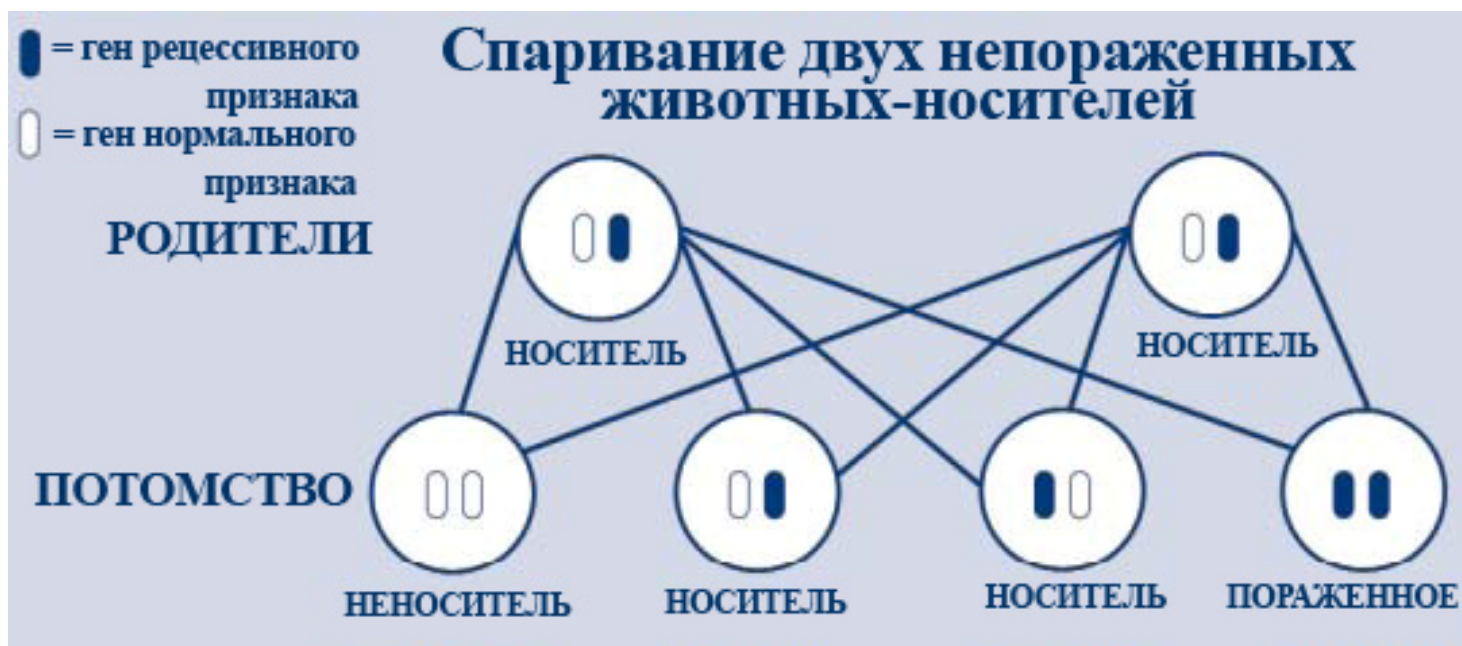 = ген рецессивного
признака
= ген нормального
признака
Спаривание двух непораженных
животных-носителей
РОДИТЕЛИ
НОСИТЕЛЬ
НОСИТЕЛЬ
ПОТОМСТВО
НЕНОСИТЕЛЬ
НОСИТЕЛЬ
НОСИТЕЛЬ
ПОРАЖЕННОЕ